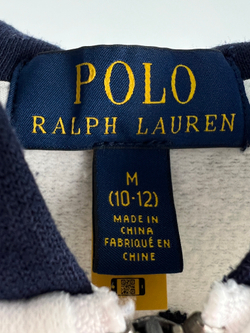 POLO
RALPH LAUREN
M
(10-12)
MADE IN
CHINA
FABRIQUÉ EN
CHINE